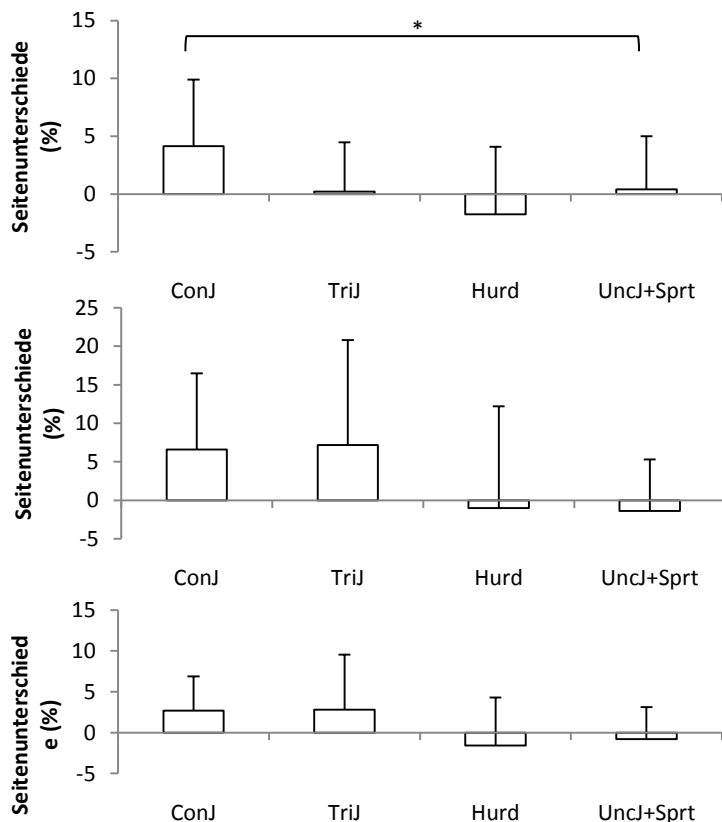 Seitenunterschiede
(%)
15
10
5
0
-5
*
ConJ TriJ Hurd UncJ+Sprt
Seitenunterschiede
(%)
25
20
15
10
5
0
-5
ConJ TriJ Hurd UncJ+Sprt
Seitenunterschied
e (%)
15
10
5
0
-5
ConJ TriJ Hurd UncJ+Sprt